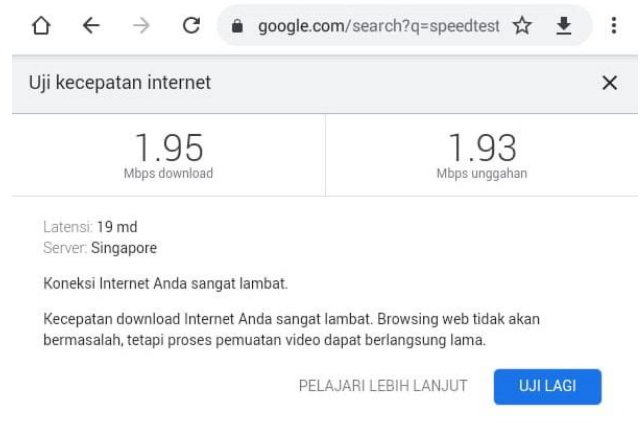 google.com/search?q=speedtest
Uji kecepatan internet
1.95
Mbps download
1.93
Mbps unggahan
Latensi: 19 md
Server: Singapore
Koneksi Internet Anda sangat lambat.
Kecepatan download Internet Anda sangat lambat. Browsing web tidak akan
bermasalah, tetapi proses pemuatan video dapat berlangsung lama.
PELAJARI LEBIH LANJUT
UJI LAGI